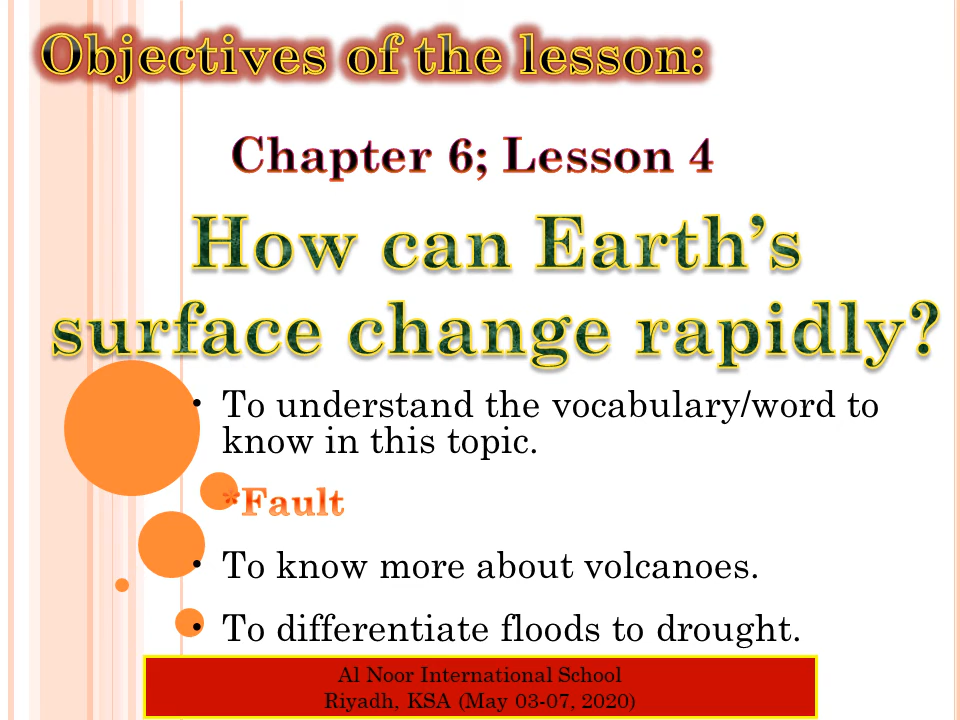 Objectives of the lesson:
Chapter 6; Lesson 4
How can Earth’s
surface change rapidly?
• To understand the vocabulary/word to
know in this topic.
*Fault
• To know more about volcanoes.
• To differentiate floods to drought.
Al Noor International School
Riyadh, KSA (May 03-07, 2020)